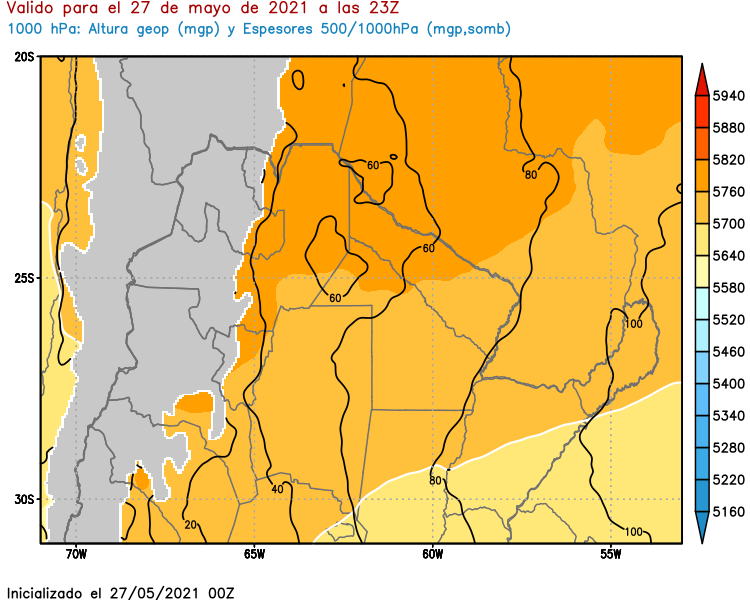 Valido para el 27 de mayo de 2021 a las 23Z
1000 hPa: Altura geop (mgp) y Espesores 500/1000hPa (mgp,somb)
20S
25S
30S
70W
65W
60W
55W
60
80
60
60
100
40
80
20
100
5940
5880
5820
5760
5700
5640
5580
5520
5460
5400
5340
5280
5220
5160
Inicializado el 27/05/2021 00Z